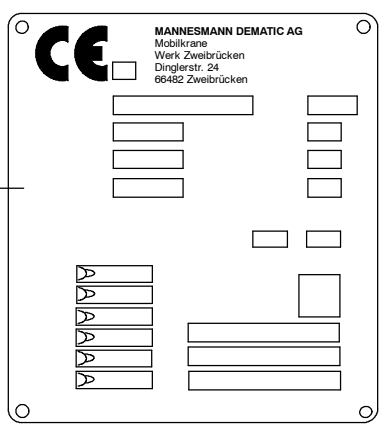 CE
MANNESMANN DEMATIC AG
Mobilkrane
Werk Zweibrücken
Dinglerstr. 24
66482 Zweibrücken